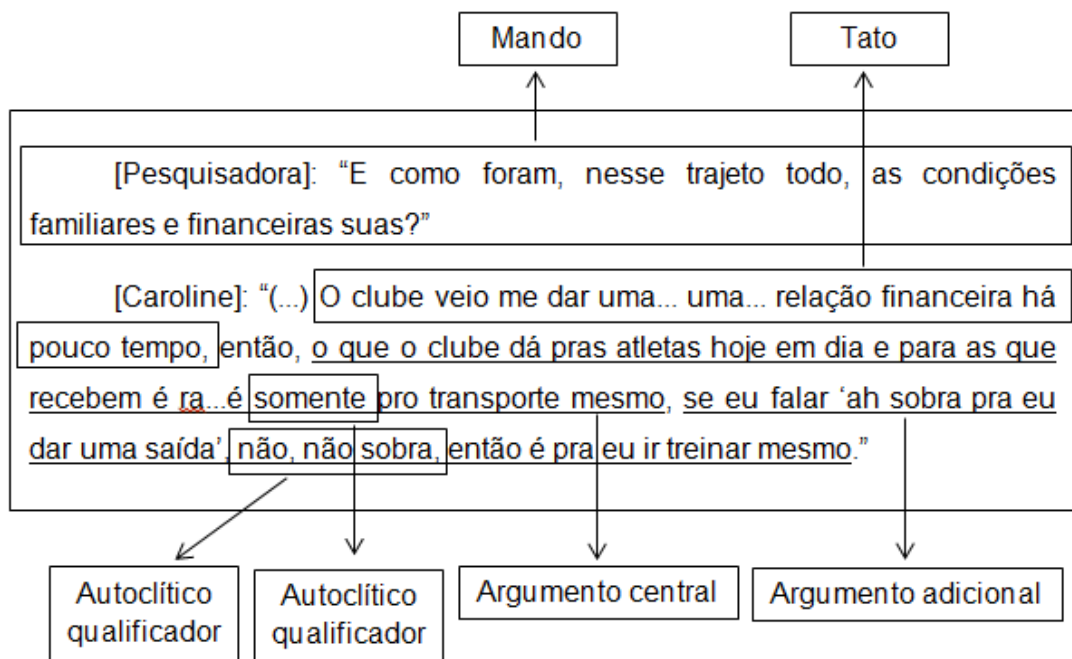 Mando
Tato
[Pesquisadora]: “E como foram, nesse trajeto todo, as condições
familiares e financeiras suas?”
[Caroline]: “(...) O clube veio me dar uma... uma... relação financeira há
pouco tempo, então, o que o clube dá pras atletas hoje em dia e para as que
recebem é ra...é somente pro transporte mesmo, se eu falar ‘ah sobra pra eu
dar uma saída’, não, não sobra, então é pra eu ir treinar mesmo.”
Autoclítico
qualificador
Autoclítico
qualificador
Argumento central
Argumento adicional